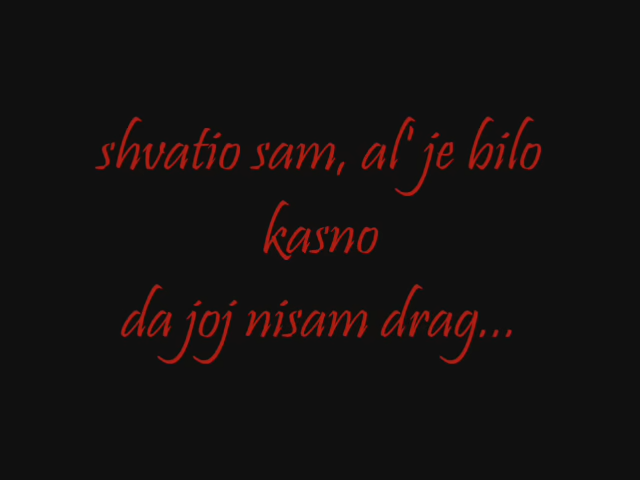 shvatio sam, al' je bilo
kasno
da joj nisam drag...